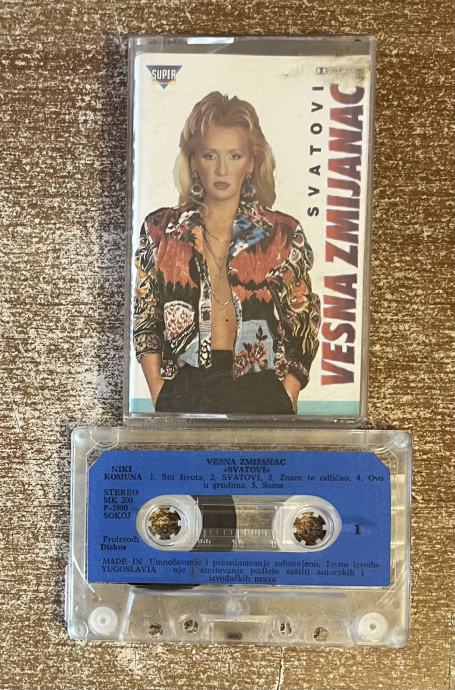 SUPER
SVATOVI
VESNA ZMIJANAC
VESNA ZMIJANAC
«SVATOVI»
NIKI
KOMUNA
1. Sto života, 2, SVATOVI, 3. Znam te odlično, 4. Ovo
u grudima, 5. Sama
STEREO
MK 200
P-1990
SOKOJ
1
Proizvodi
Diskos
MADE IN
YUGOSLAVIA
Umnožavanje i presnimavanje zabranjeno. Javno izvođe-
nje i emitovanje podleže zaštiti autorskih i
izvođačkih prava